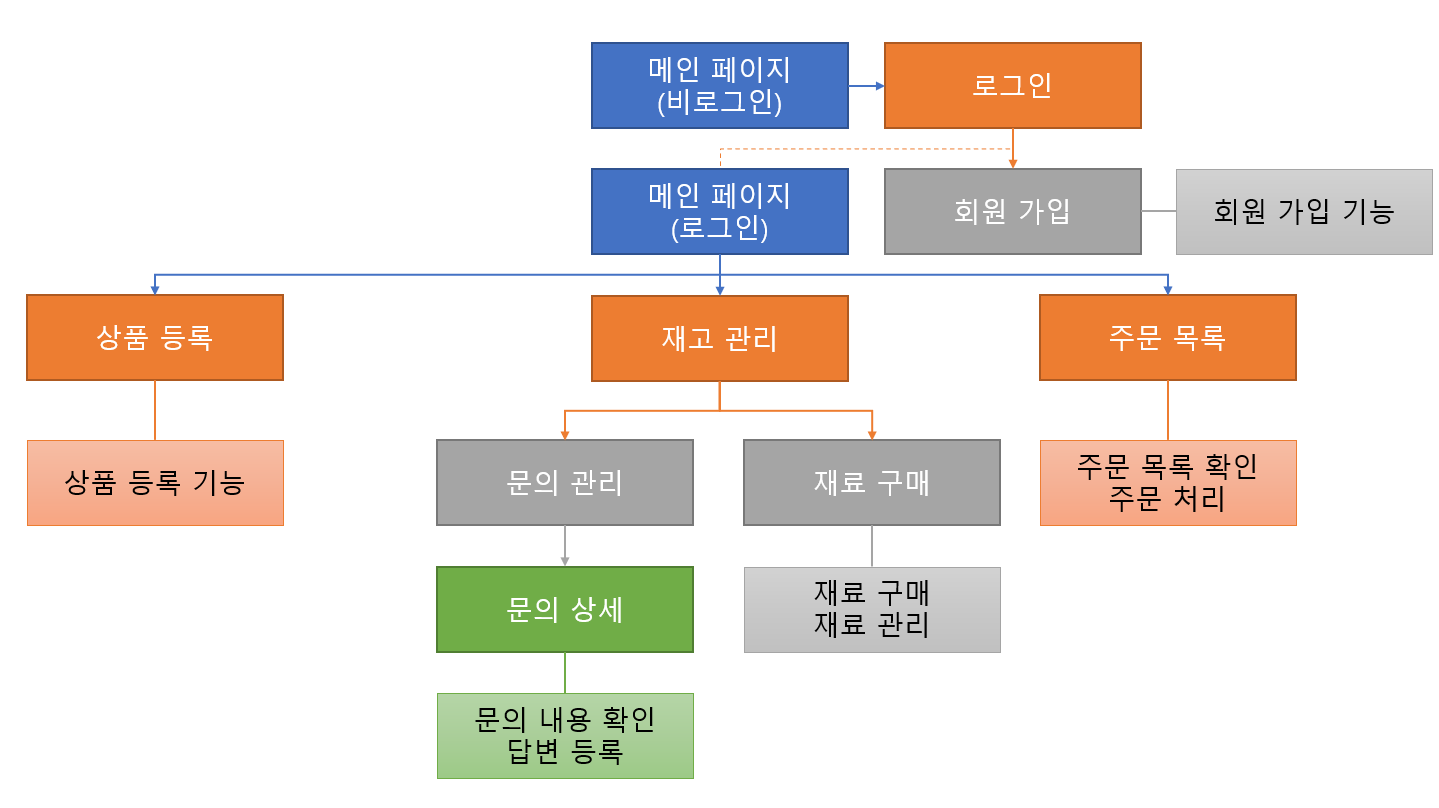 메인 페이지
(비로그인)
로그인
메인 페이지
(로그인)
회원 가입
회원 가입 기능
상품 등록
재고 관리
주문 목록
상품 등록 기능
문의 관리
재료 구매
주문 목록 확인
주문 처리
문의 상세
재료 구매
재료 관리
문의 내용 확인
답변 등록